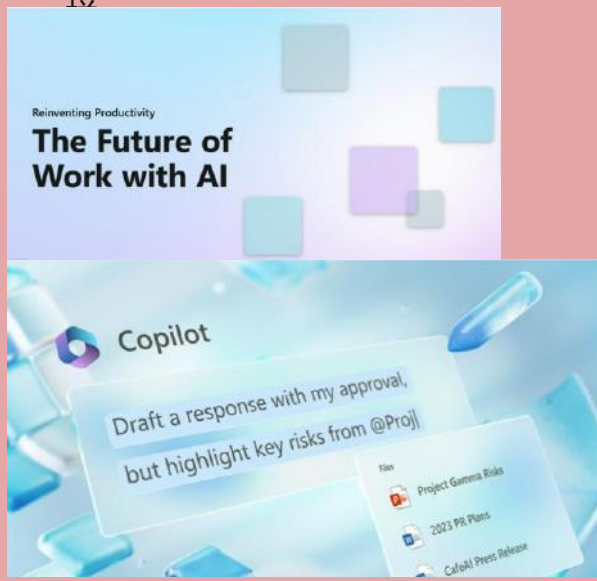 Reinventing Productivity
The Future of
Work with AI
Copilot
Draft a response with my approval,
but highlight key risks from @Proj
Files
Project Gamma Risks
2023 PR Plans
CafeAI Press Release